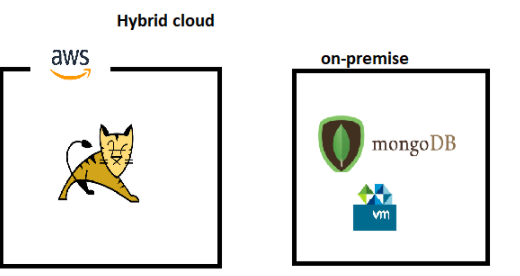 Hybrid cloud
aws
on-premise
mongoDB
vm